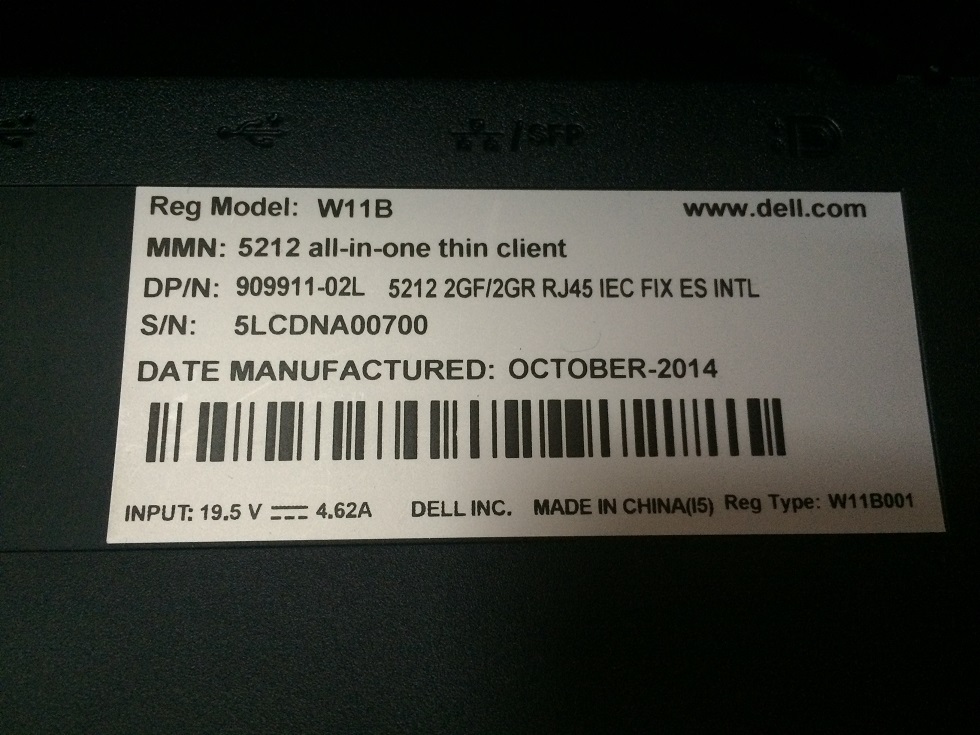 /SFP
Reg Model: W11B www.dell.com
MMN: 5212 all-in-one thin client
DP/N: 909911-02L 5212 2GF/2GR RJ45 IEC FIX ES INTL
S/N: 5LCDNA00700
DATE MANUFACTURED: OCTOBER-2014
INPUT: 19.5 V ⎓ 4.62A DELL INC. MADE IN CHINA(I5) Reg Type: W11B001